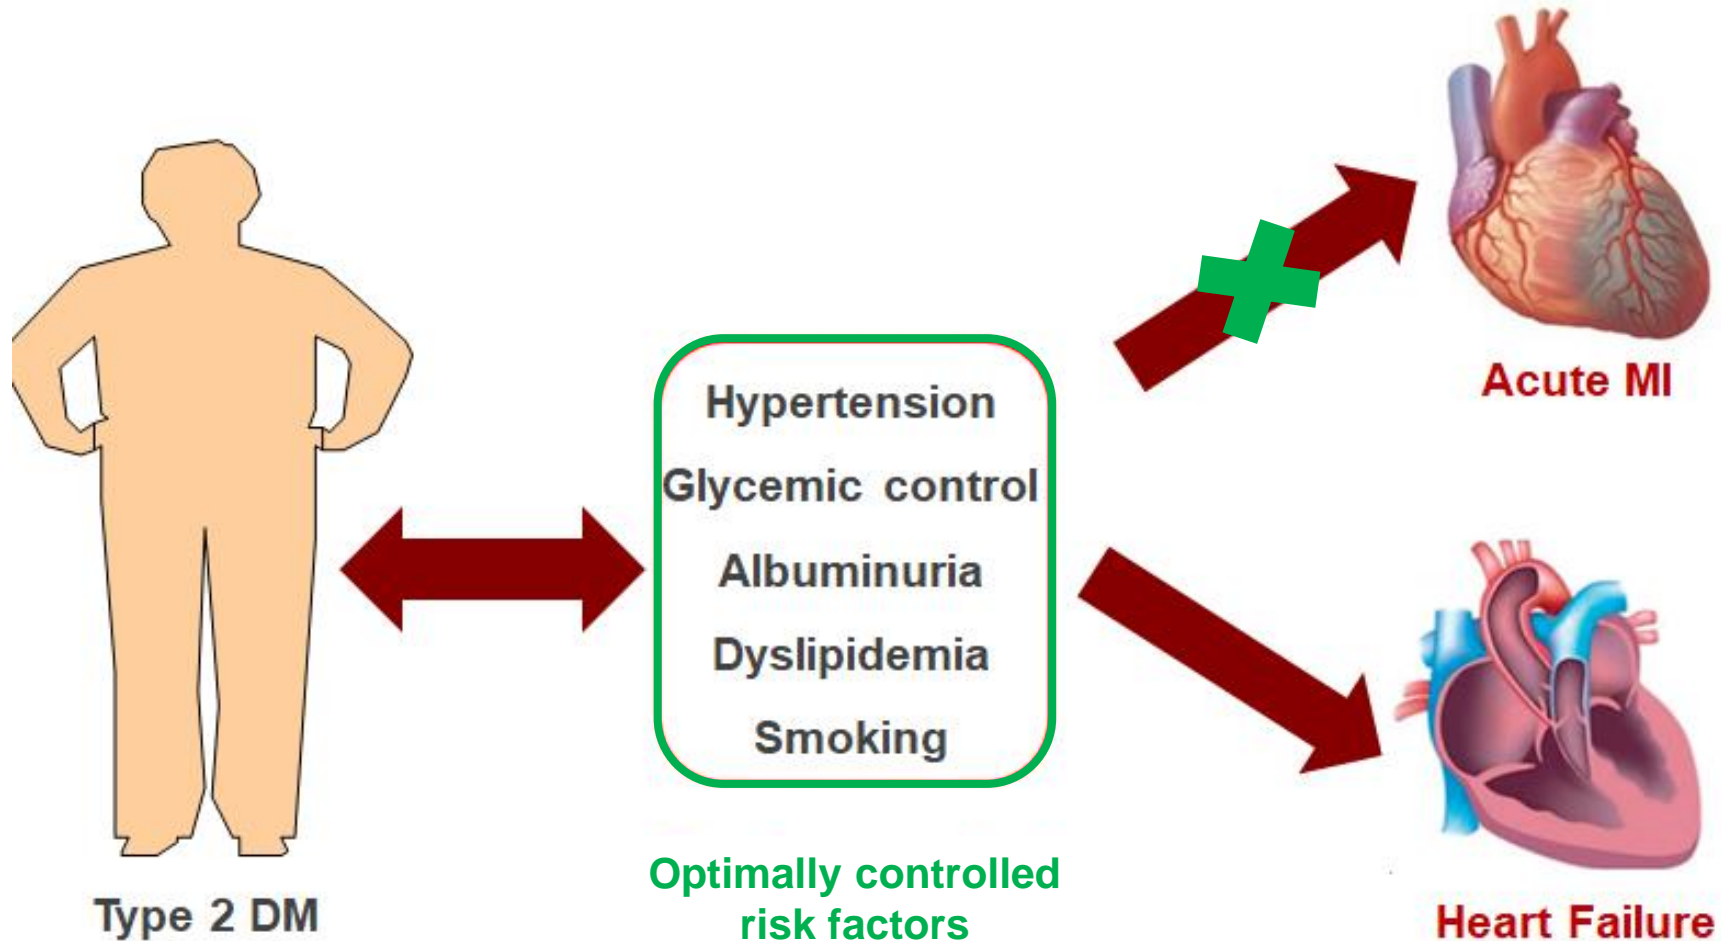 Type 2 DM
Hypertension
Glycemic control
Albuminuria
Dyslipidemia
Smoking
Optimally controlled
risk factors
Acute MI
Heart Failure